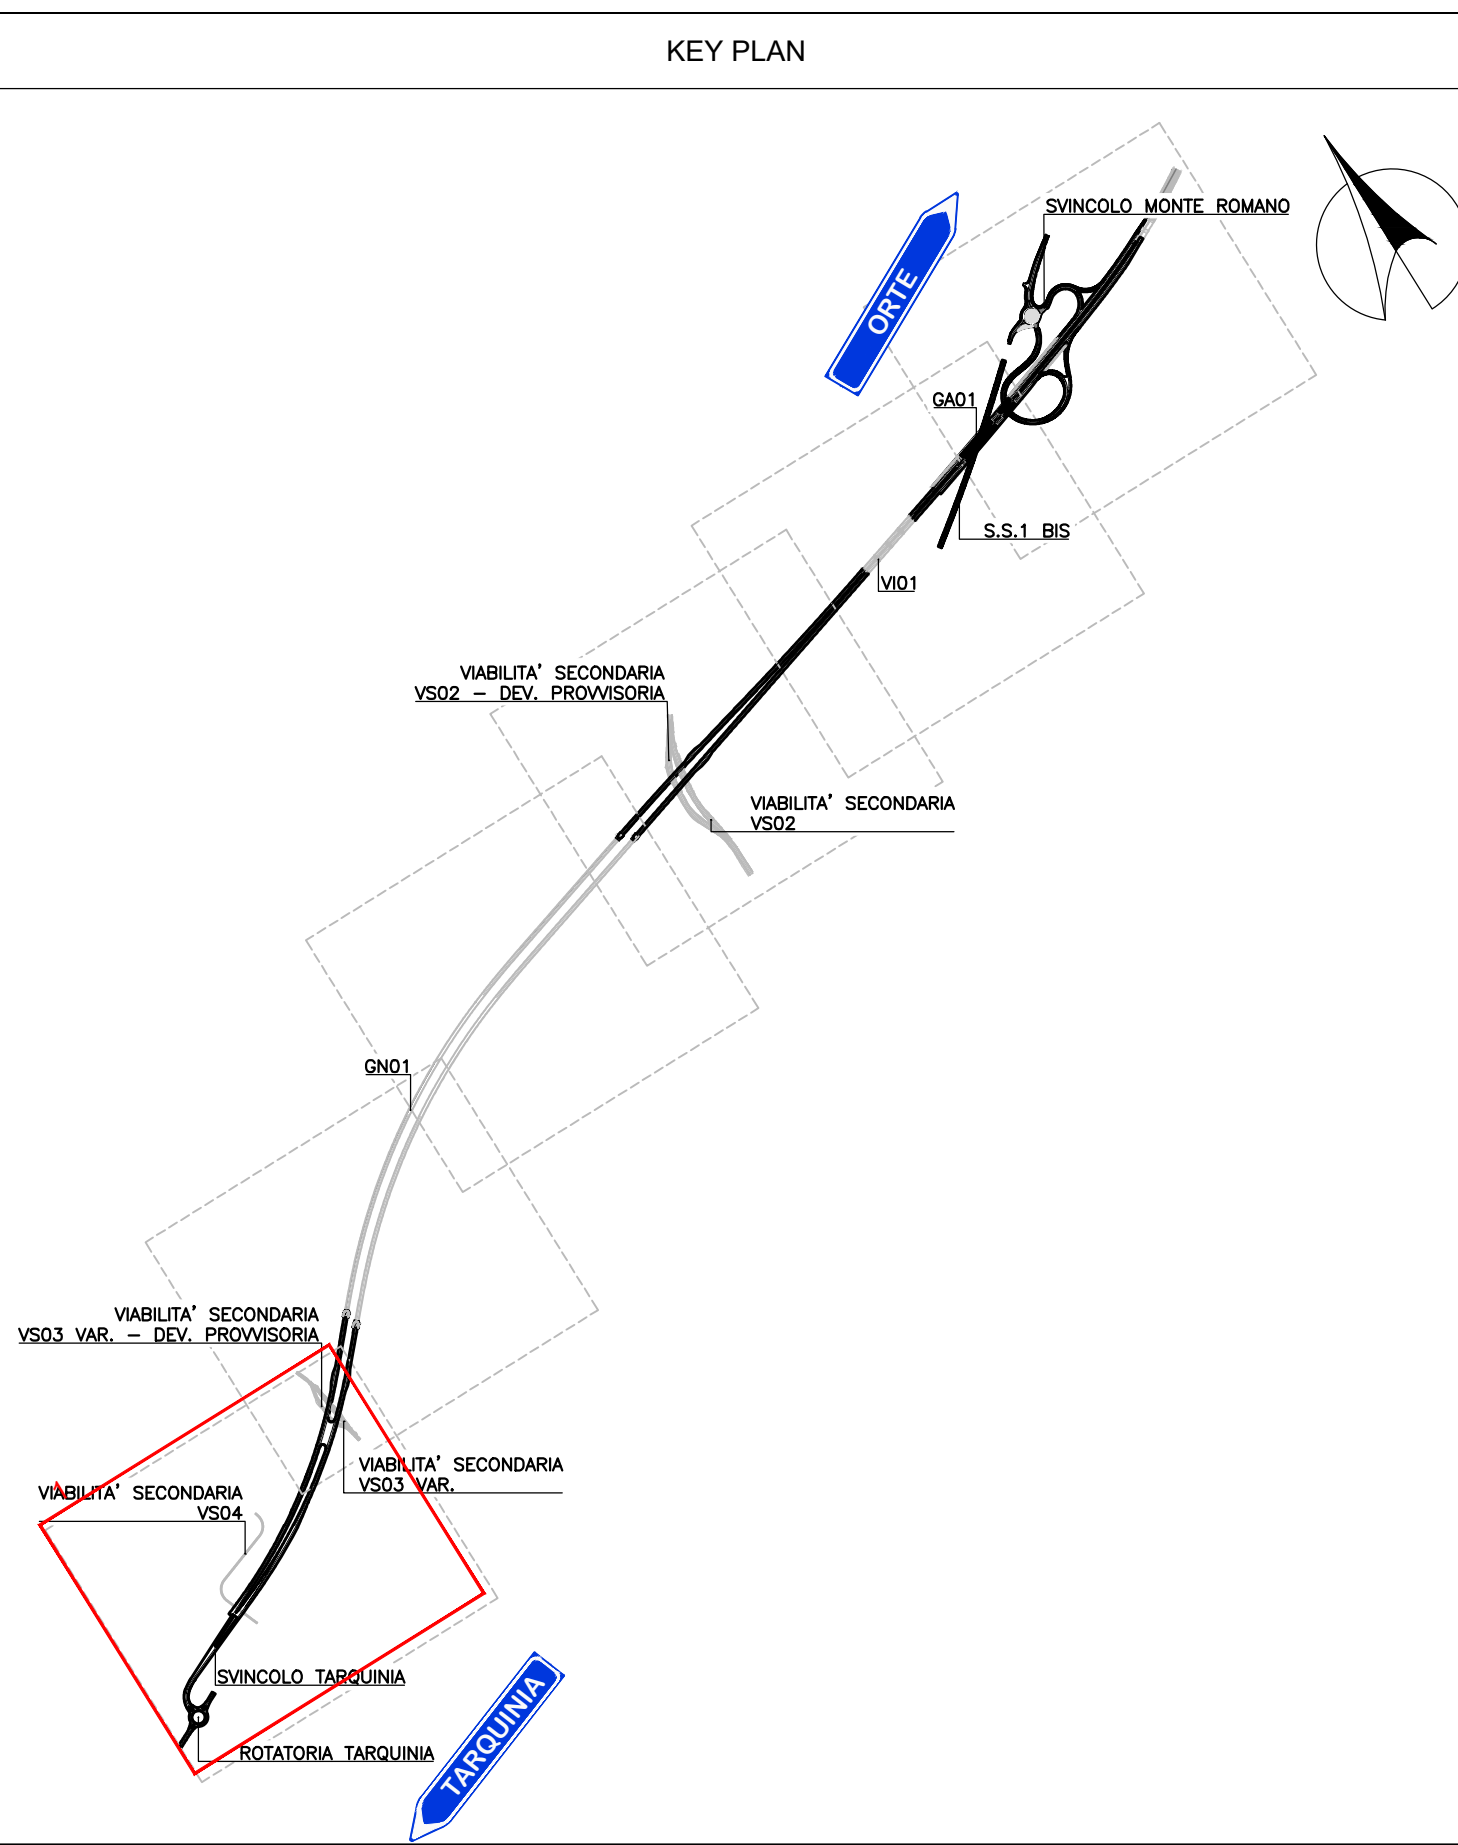 KEY PLAN
SVINCOLO MONTE ROMANO
ORTE
GA01
S.S.1 BIS
VI01
VIABILITA' SECONDARIA
VS02 - DEV. PROVVISORIA
VIABILITA' SECONDARIA
VS02
GN01
VIABILITA' SECONDARIA
VS03 VAR. - DEV. PROVVISORIA
VIABILITA' SECONDARIA
VS03 VAR.
VIABILITA' SECONDARIA
VS04
SVINCOLO TARQUINIA
TARQUINIA
ROTATORIA TARQUINIA